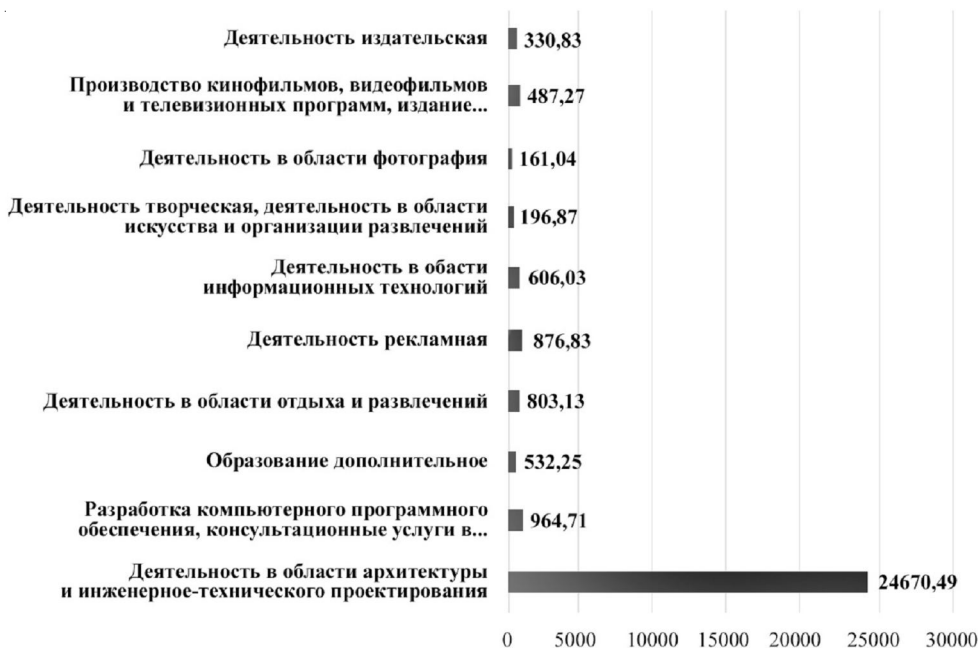 Деятельность издательская
330,83
Производство кинофильмов, видеофильмов
и телевизионных программ, издание...
487,27
Деятельность в области фотография
161,04
Деятельность творческая, деятельность в области
искусства и организации развлечений
196,87
Деятельность в обасти
информационных технологий
606,03
Деятельность рекламная
876,83
Деятельность в области отдыха и развлечений
803,13
Образование дополнительное
532,25
Разработка компьютерного программного
обеспечения, консультационные услуги в...
964,71
Деятельность в области архитектуры
и инженерное-технического проектирования
24670,49
0 5000 10000 15000 20000 25000 30000